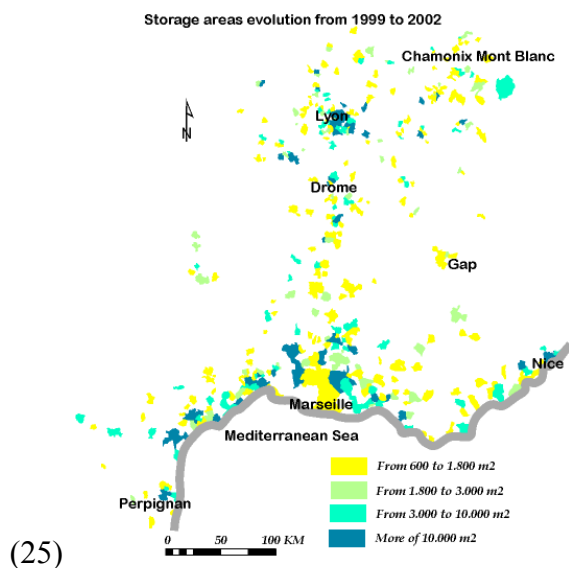 Storage areas evolution from 1999 to 2002
Chamonix Mont Blanc
Lyon
N
Drome
Gap
Nice
Marseille
Mediterranean Sea
Perpignan
From 600 to 1.800 m2
From 1.800 to 3.000 m2
From 3.000 to 10.000 m2
More of 10.000 m2
0 50 100 KM
(25)